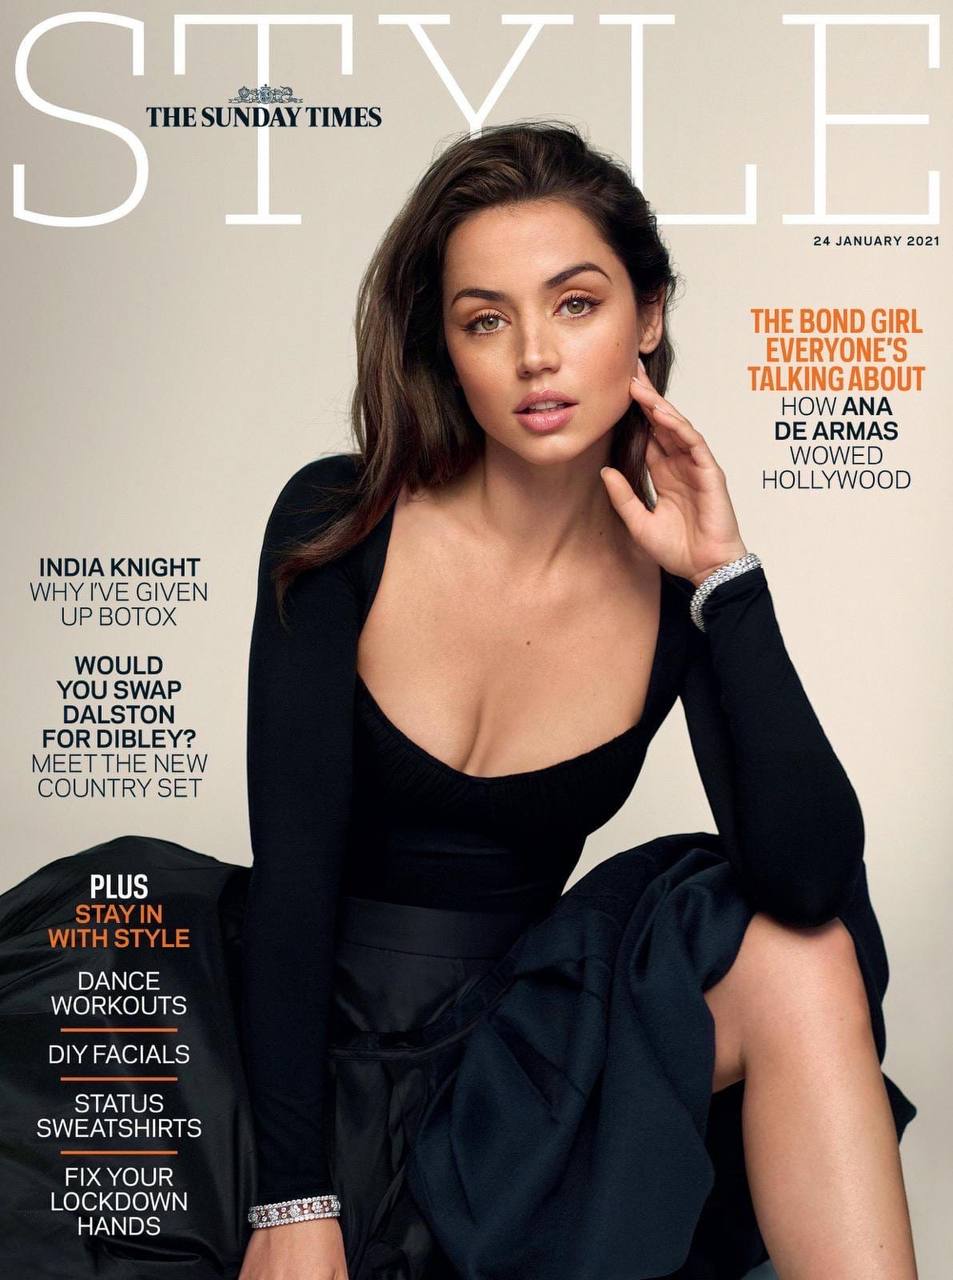 STYLE
THE SUNDAY TIMES
24 JANUARY 2021
THE BOND GIRL
EVERYONE'S
TALKING ABOUT
HOW ANA
DE ARMAS
WOWED
HOLLYWOOD
INDIA KNIGHT
WHY I'VE GIVEN
UP BOTOX
WOULD
YOU SWAP
DALSTON
FOR DIBLEY?
MEET THE NEW
COUNTRY SET
PLUS
STAY IN
WITH STYLE
DANCE
WORKOUTS
DIY FACIALS
STATUS
SWEATSHIRTS
FIX YOUR
LOCKDOWN
HANDS